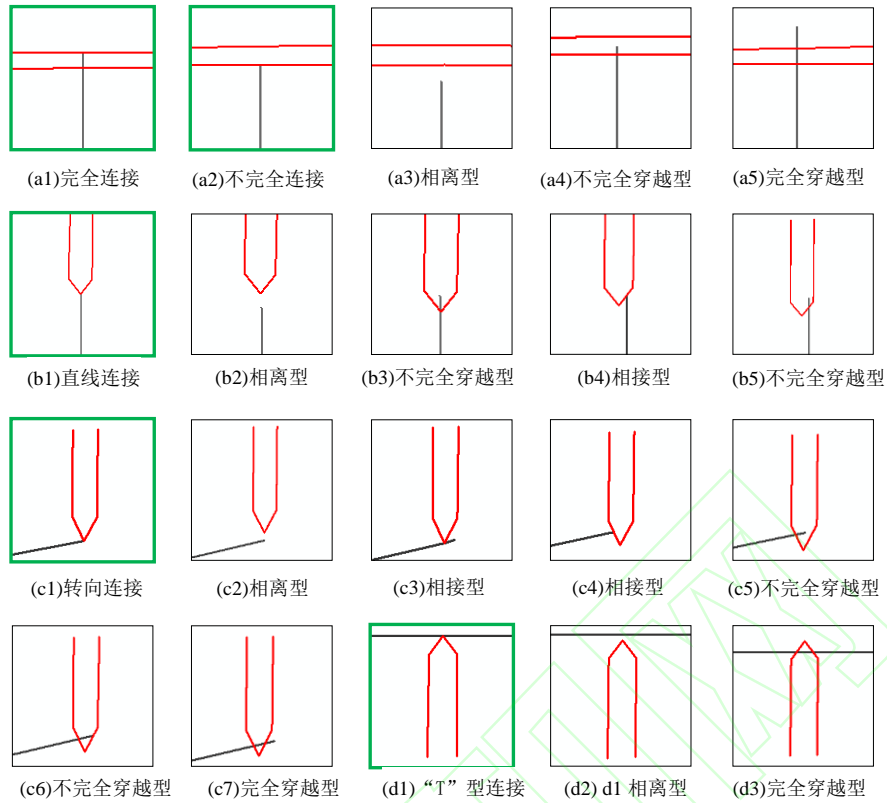 (a1)完全连接 (a2)不完全连接 (a3)相离型 (a4)不完全穿越型 (a5)完全穿越型
(b1)直线连接 (b2)相离型 (b3)不完全穿越型 (b4)相接型 (b5)不完全穿越型
(c1)转向连接 (c2)相离型 (c3)相接型 (c4)相接型 (c5)不完全穿越型
(c6)不完全穿越型 (c7)完全穿越型 (d1)“T”型连接 (d2) d1 相离型 (d3)完全穿越型